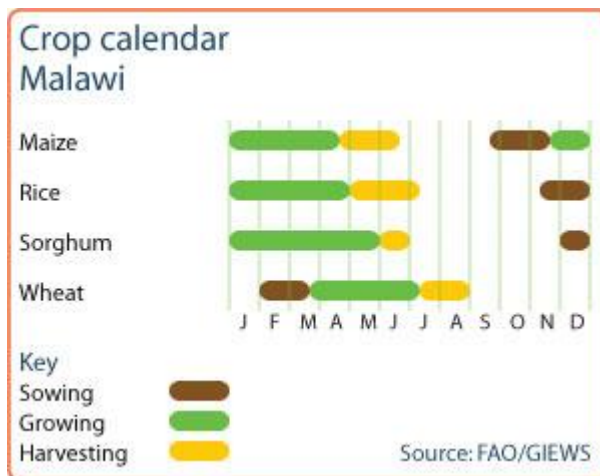 Crop calendar
Malawi
Maize
Rice
Sorghum
Wheat
J F M A M J J A S O N D
Key
Sowing
Growing
Harvesting
Source: FAO/GIEWS